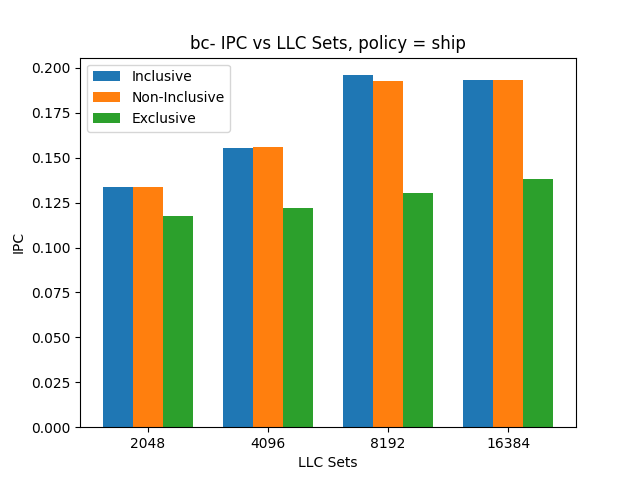 bc- IPC vs LLC Sets, policy = ship
Inclusive
Non-Inclusive
Exclusive
IPC
0.200
0.175
0.150
0.125
0.100
0.075
0.050
0.025
0.000
2048 4096 8192 16384
LLC Sets